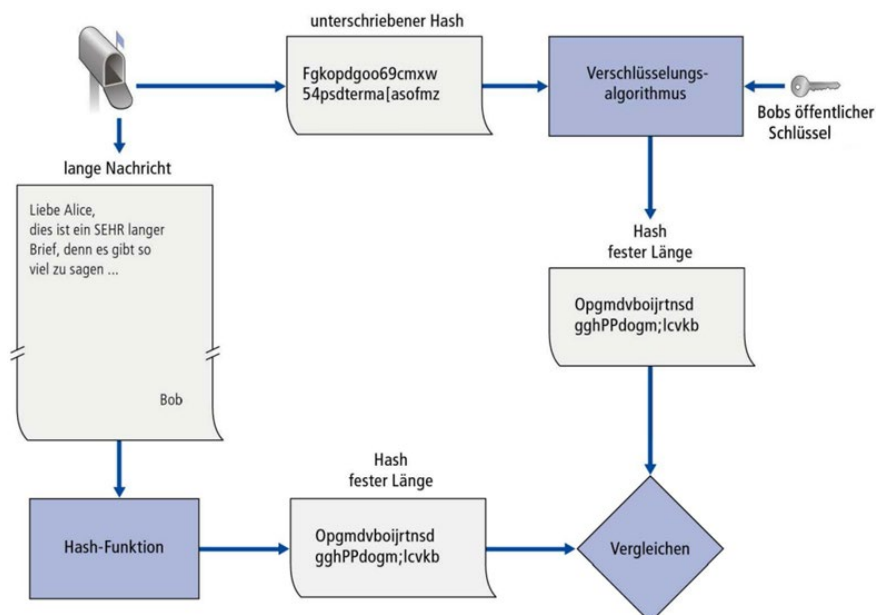 unterschriebener Hash
Fgkopdgoo69cmxw
54psdterma[asofmz
Verschlüsselungs-
algorithmus
Bobs öffentlicher
Schlüssel
lange Nachricht
Liebe Alice,
dies ist ein SEHR langer
Brief, denn es gibt so
viel zu sagen ...
Bob
Hash
fester Länge
Opgmdvboijrtnsd
gghPPdogm;lcvkb
Hash-Funktion
Hash
fester Länge
Opgmdvboijrtnsd
gghPPdogm;lcvkb
Vergleichen